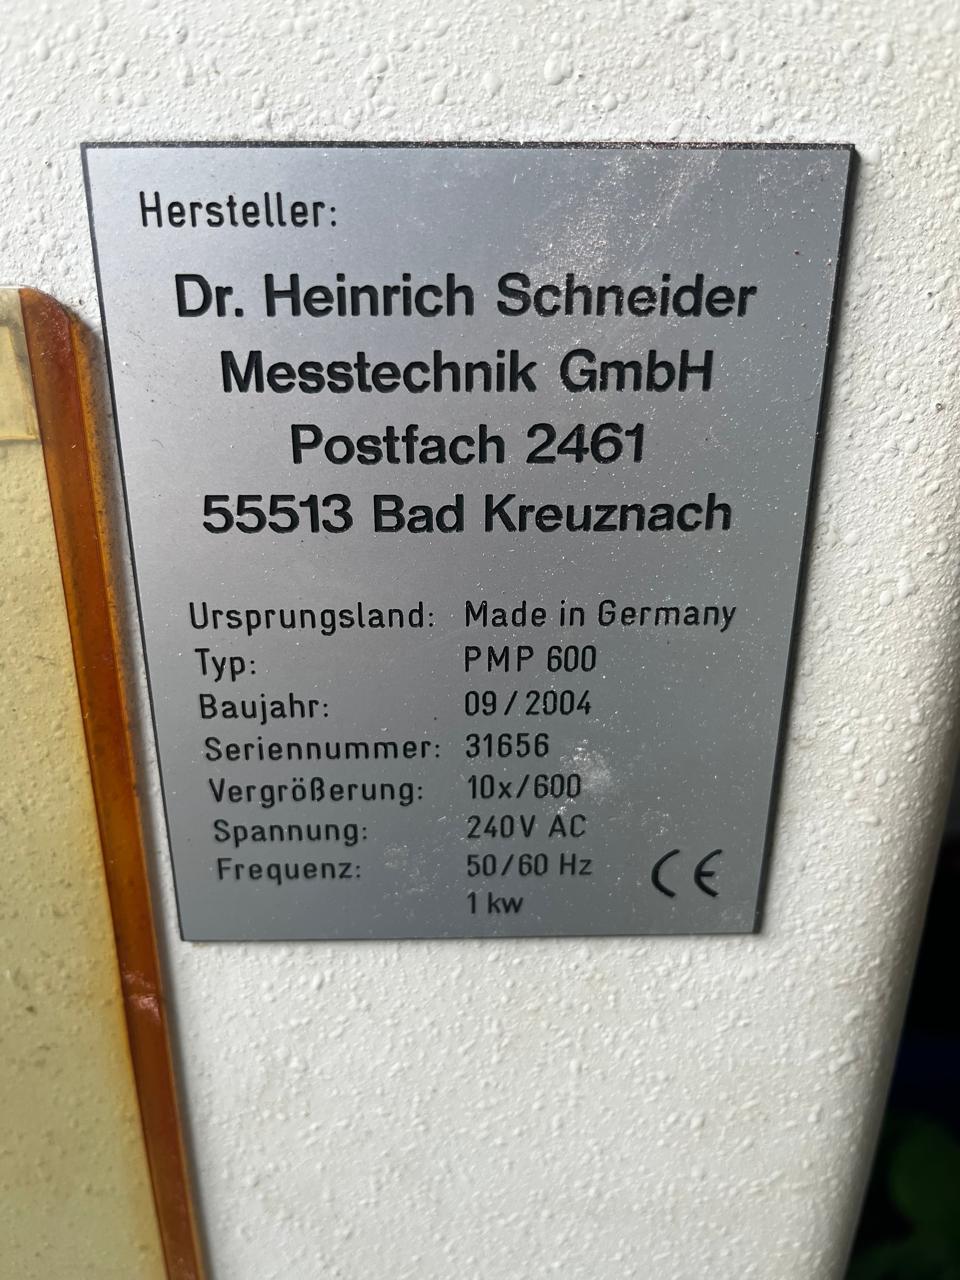 Hersteller:
Dr. Heinrich Schneider
Messtechnik GmbH
Postfach 2461
55513 Bad Kreuznach
Ursprungsland: Made in Germany
Typ: PMP 600
Baujahr: 09/2004
Seriennummer: 31656
Vergrößerung: 10x/600
Spannung: 240V AC
Frequenz: 50/60 Hz
1 kw
CE